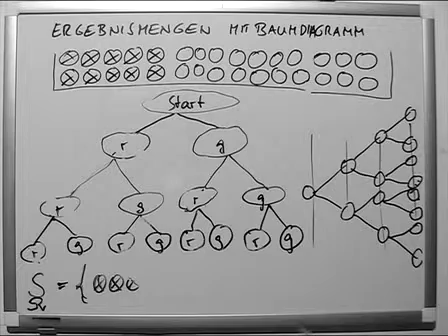 ERGEBNISMENGEN MIT BAUMDIAGRAMM
Start
r g
r g r g
r g r g r g r g
S = {